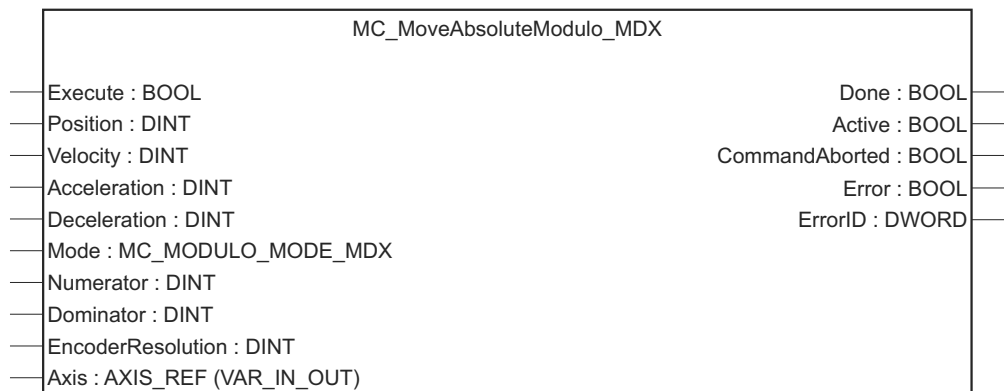 MC_MoveAbsoluteModulo_MDX
Execute : BOOL Done : BOOL
Position : DINT Active : BOOL
Velocity : DINT CommandAborted : BOOL
Acceleration : DINT Error : BOOL
Deceleration : DINT ErrorID : DWORD
Mode : MC_MODULO_MODE_MDX
Numerator : DINT
Dominator : DINT
EncoderResolution : DINT
Axis : AXIS_REF (VAR_IN_OUT)